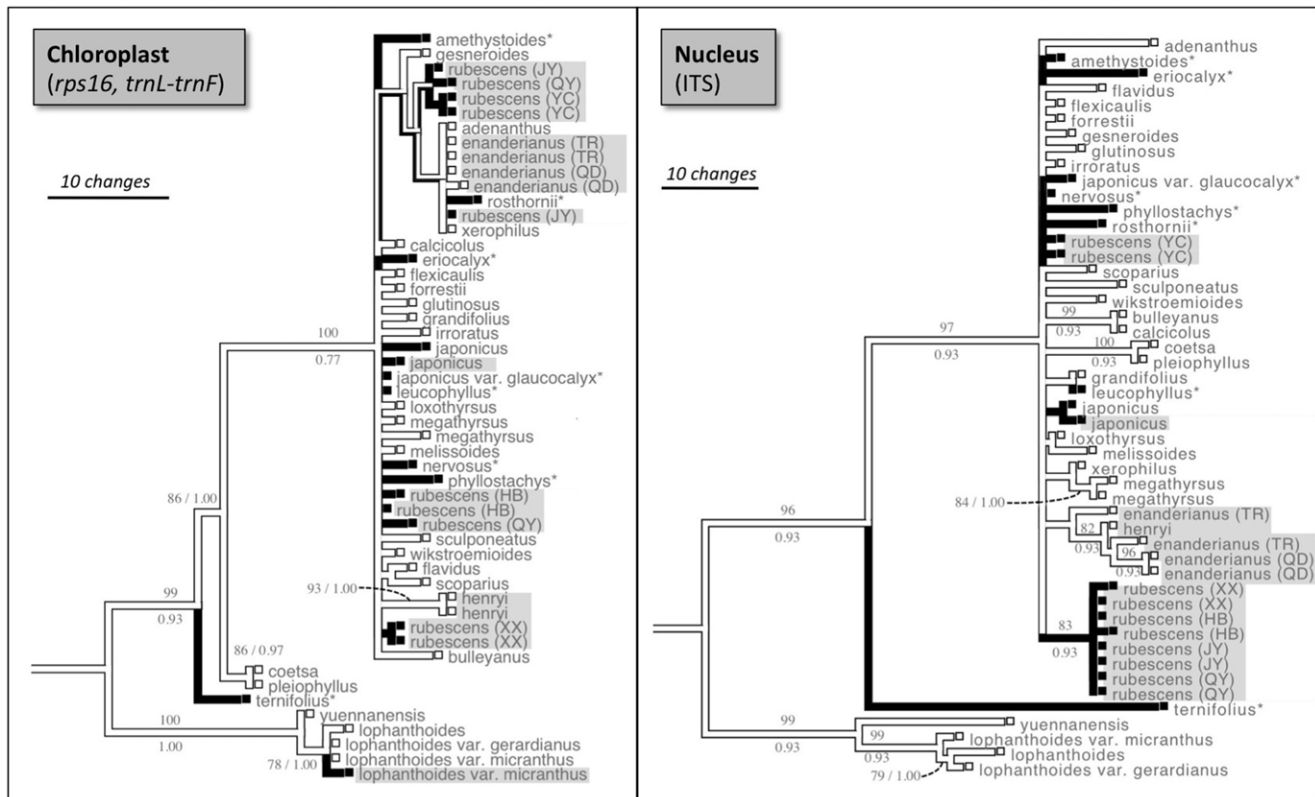 Chloroplast
(rps16, trnL-trnF)
10 changes
amethystoides*
gesneroides
rubescens (JY)
rubescens (QY)
rubescens (YC)
rubescens (YC)
adenanthus
enanderianus (TR)
enanderianus (TR)
enanderianus (QD)
enanderianus (QD)
rosthornii*
rubescens (JY)
xerophilus
calcicolus
eriocalyx*
flexicaulis
forrestii
glutinosus
grandifolius
irroratus
100
0.77
japonicus
japonicus
japonicus var. glaucocalyx*
leucophyllus*
loxothyrsus
megathyrsus
megathyrsus
melissoides
nervosus*
phyllostachys*
86 / 1.00
rubescens (HB)
rubescens (HB)
rubescens (QY)
sculponeatus
wikstroemioides
flavidus
scoparius
93 / 1.00
henryi
henryi
99
0.93
rubescens (XX)
rubescens (XX)
bulleyanus
86 / 0.97
coetsa
pleiophyllus
ternifolius*
100
1.00
yuennanensis
lophanthoides
lophanthoides var. gerardianus
lophanthoides var. micranthus
78 / 1.00
lophanthoides var. micranthus
Nucleus
(ITS)
10 changes
adenanthus
amethystoides*
eriocalyx*
flavidus
flexicaulis
forrestii
gesneroides
glutinosus
irroratus
japonicus var. glaucocalyx*
nervosus*
phyllostachys*
rosthornii*
rubescens (YC)
rubescens (YC)
scoparius
sculponeatus
wikstroemioides
99
0.93
bulleyanus
calcicolus
97
0.93
100
0.93
coetsa
pleiophyllus
grandifolius
leucophyllus*
japonicus
japonicus
loxothyrsus
melissoides
xerophilus
megathyrsus
84 / 1.00
megathyrsus
96
0.93
enanderianus (TR)
82
0.93
henryi
enanderianus (TR)
96
0.93
enanderianus (QD)
enanderianus (QD)
rubescens (XX)
rubescens (XX)
rubescens (HB)
83
0.93
rubescens (HB)
rubescens (JY)
rubescens (JY)
rubescens (QY)
rubescens (QY)
ternifolius*
99
0.93
yuennanensis
99
0.93
lophanthoides var. micranthus
lophanthoides
79 / 1.00
lophanthoides var. gerardianus